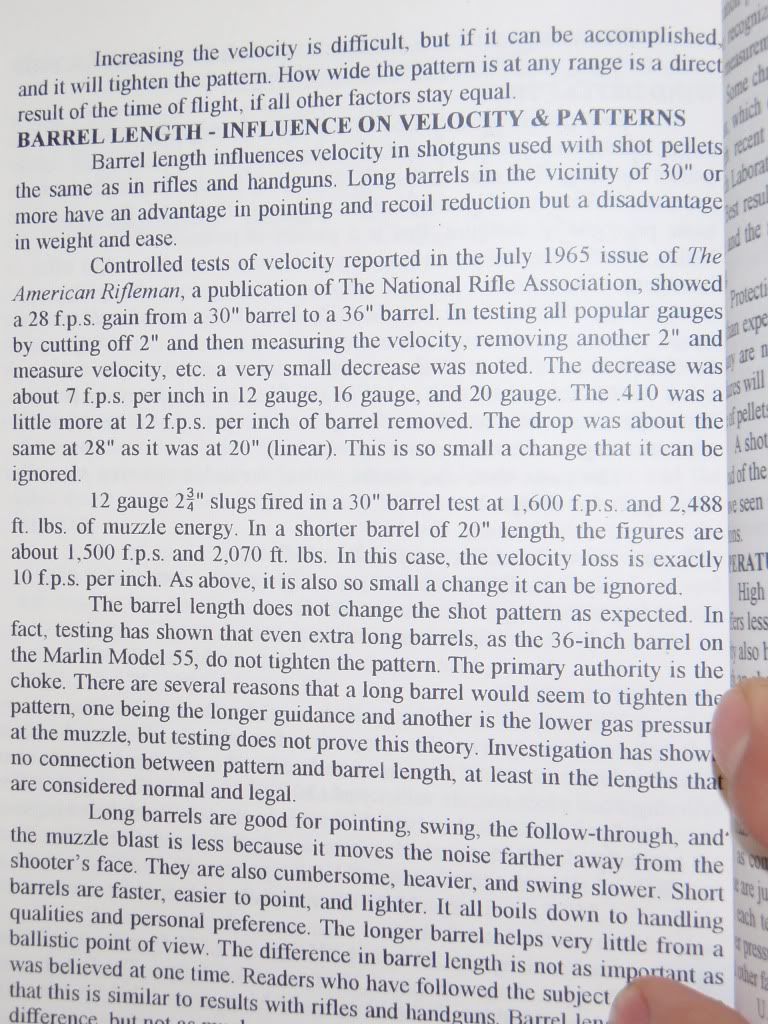 Increasing the velocity is difficult, but if it can be accomplished,
and it will tighten the pattern. How wide the pattern is at any range is a direct
result of the time of flight, if all other factors stay equal.
BARREL LENGTH - INFLUENCE ON VELOCITY & PATTERNS
Barrel length influences velocity in shotguns used with shot pellets
the same as in rifles and handguns. Long barrels in the vicinity of 30" or
more have an advantage in pointing and recoil reduction but a disadvantage
in weight and ease.
Controlled tests of velocity reported in the July 1965 issue of The
American Rifleman, a publication of The National Rifle Association, showed
a 28 f.p.s. gain from a 30" barrel to a 36" barrel. In testing all popular gauges
by cutting off 2" and then measuring the velocity, removing another 2" and
measure velocity, etc. a very small decrease was noted. The decrease was
about 7 f.p.s. per inch in 12 gauge, 16 gauge, and 20 gauge. The .410 was a
little more at 12 f.p.s. per inch of barrel removed. The drop was about the
same at 28" as it was at 20" (linear). This is so small a change that it can be
ignored.
12 gauge 2¾" slugs fired in a 30" barrel test at 1,600 f.p.s. and 2,488
ft. lbs. of muzzle energy. In a shorter barrel of 20" length, the figures are
about 1,500 f.p.s. and 2,070 ft. lbs. In this case, the velocity loss is exactly
10 f.p.s. per inch. As above, it is also so small a change it can be ignored.
The barrel length does not change the shot pattern as expected. In
fact, testing has shown that even extra long barrels, as the 36-inch barrel on
the Marlin Model 55, do not tighten the pattern. The primary authority is the
choke. There are several reasons that a long barrel would seem to tighten the
pattern, one being the longer guidance and another is the lower gas pressur
at the muzzle, but testing does not prove this theory. Investigation has show
no connection between pattern and barrel length, at least in the lengths that
are considered normal and legal.
Long barrels are good for pointing, swing, the follow-through, and
the muzzle blast is less because it moves the noise farther away from the
shooter's face. They are also cumbersome, heavier, and swing slower. Short
barrels are faster, easier to point, and lighter. It all boils down to handling
qualities and personal preference. The longer barrel helps very little from a
ballistic point of view. The difference in barrel length is not as important as
was believed at one time. Readers who have followed the subject
that this is similar to results with rifles and handguns. Barrel
difference, but not as